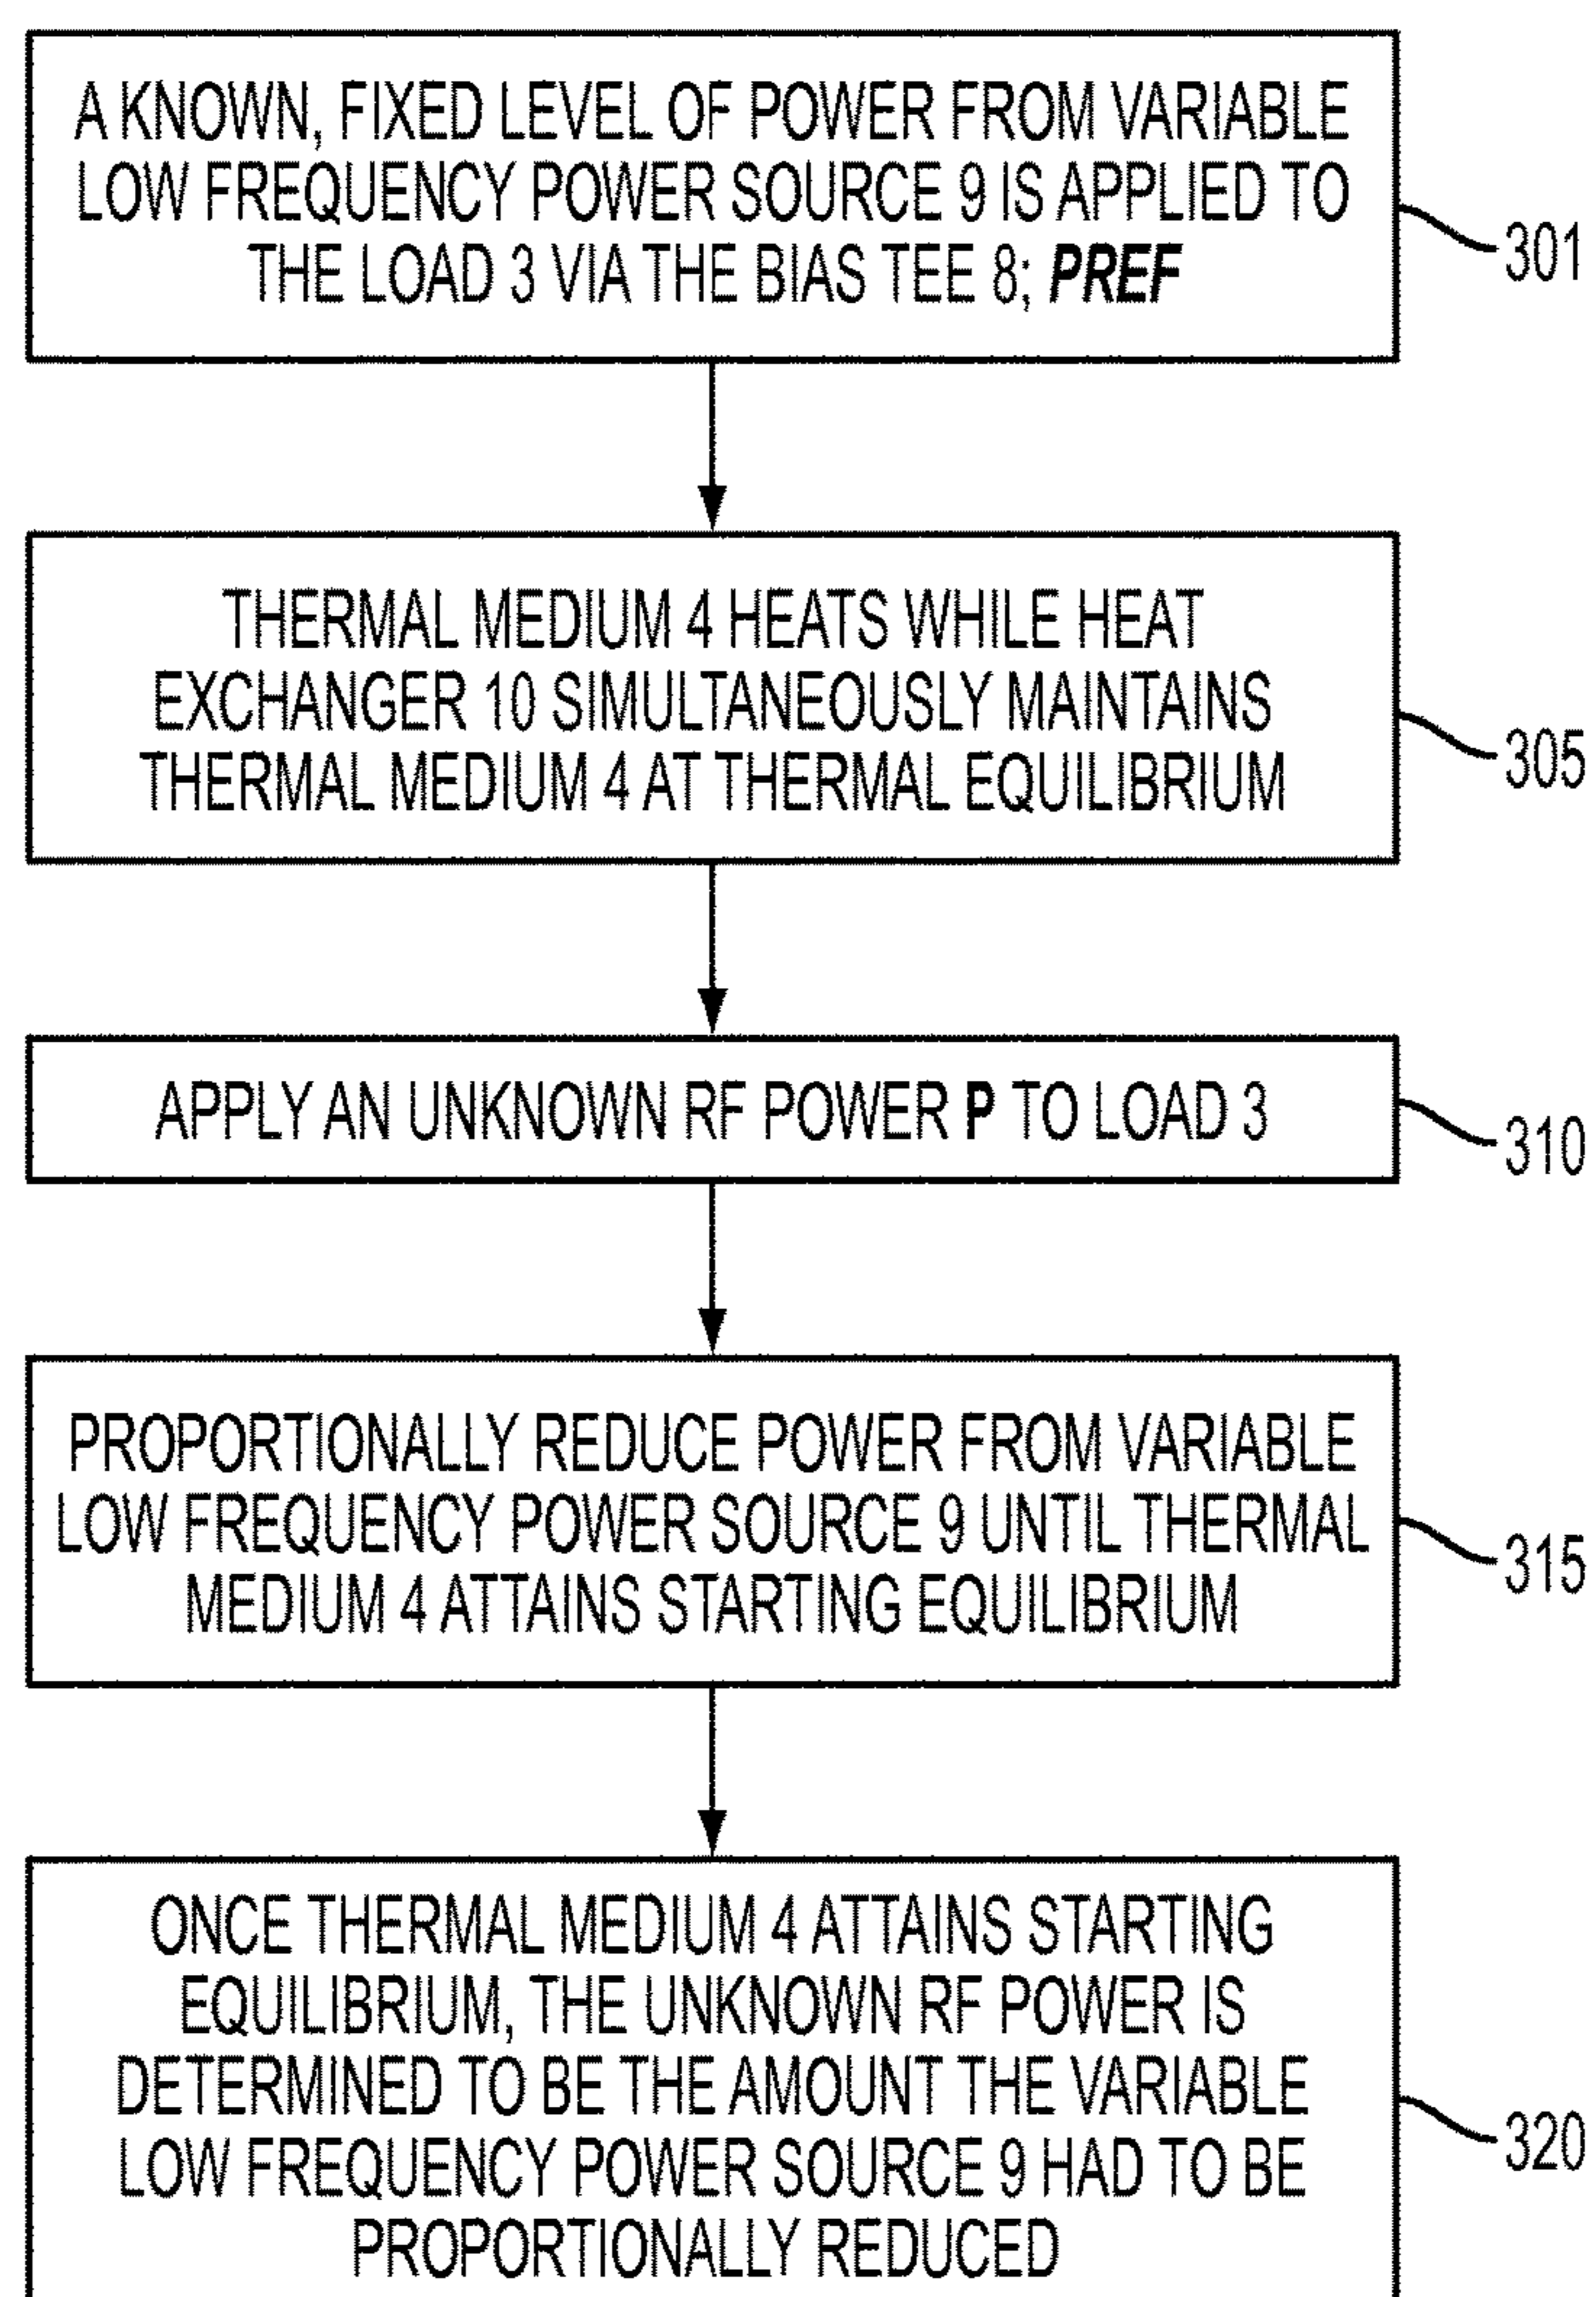 A KNOWN, FIXED LEVEL OF POWER FROM VARIABLE
LOW FREQUENCY POWER SOURCE 9 IS APPLIED TO
THE LOAD 3 VIA THE BIAS TEE 8; PREF
301
THERMAL MEDIUM 4 HEATS WHILE HEAT
EXCHANGER 10 SIMULTANEOUSLY MAINTAINS
THERMAL MEDIUM 4 AT THERMAL EQUILIBRIUM
305
APPLY AN UNKNOWN RF POWER P TO LOAD 3
310
PROPORTIONALLY REDUCE POWER FROM VARIABLE
LOW FREQUENCY POWER SOURCE 9 UNTIL THERMAL
MEDIUM 4 ATTAINS STARTING EQUILIBRIUM
315
ONCE THERMAL MEDIUM 4 ATTAINS STARTING
EQUILIBRIUM, THE UNKNOWN RF POWER IS
DETERMINED TO BE THE AMOUNT THE VARIABLE
LOW FREQUENCY POWER SOURCE 9 HAD TO BE
PROPORTIONALLY REDUCED
320